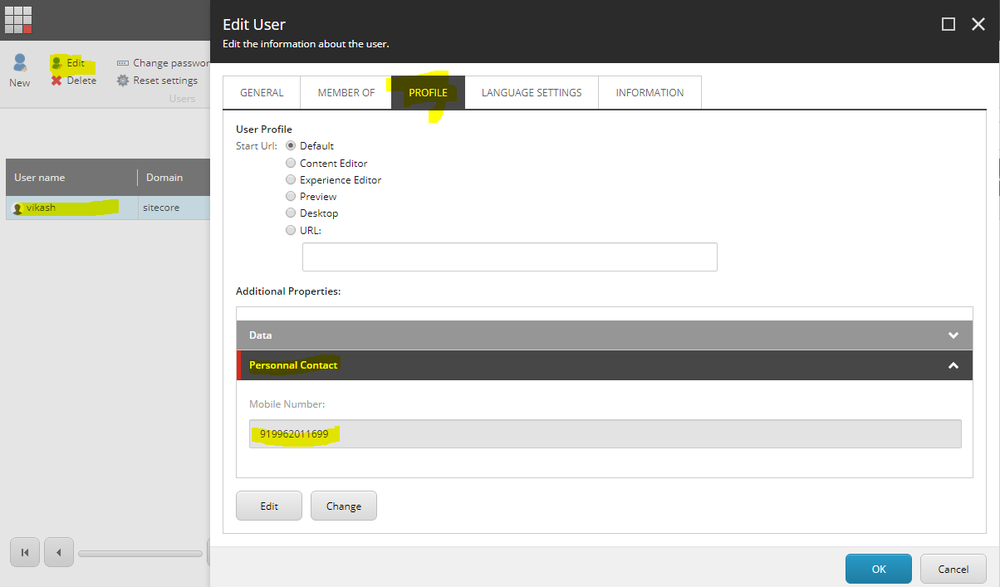 Edit User
Edit the information about the user.
New
Edit
Delete
Change passwor
Reset settings
Users
User name
Domain
vikash
sitecore
GENERAL
MEMBER OF
PROFILE
LANGUAGE SETTINGS
INFORMATION
User Profile
Start Url:
Default
Content Editor
Experience Editor
Preview
Desktop
URL:
Additional Properties:
Data
Personnal Contact
Mobile Number:
919962011699
Edit
Change
OK
Cancel